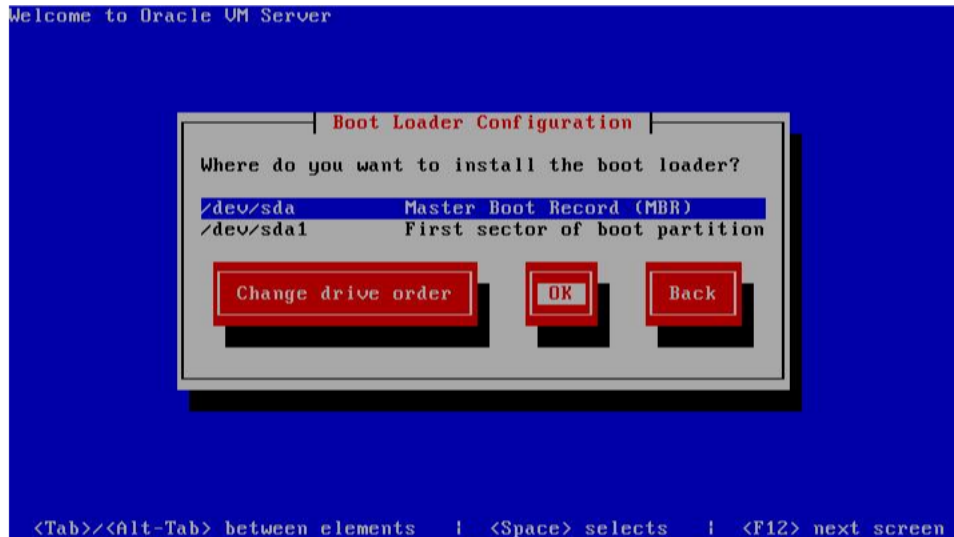 Welcome to Oracle VM Server
Boot Loader Configuration
Where do you want to install the boot loader?
/dev/sda Master Boot Record (MBR)
/dev/sda1 First sector of boot partition
Change drive order OK Back
<Tab>/<Alt-Tab> between elements | <Space> selects | <F12> next screen